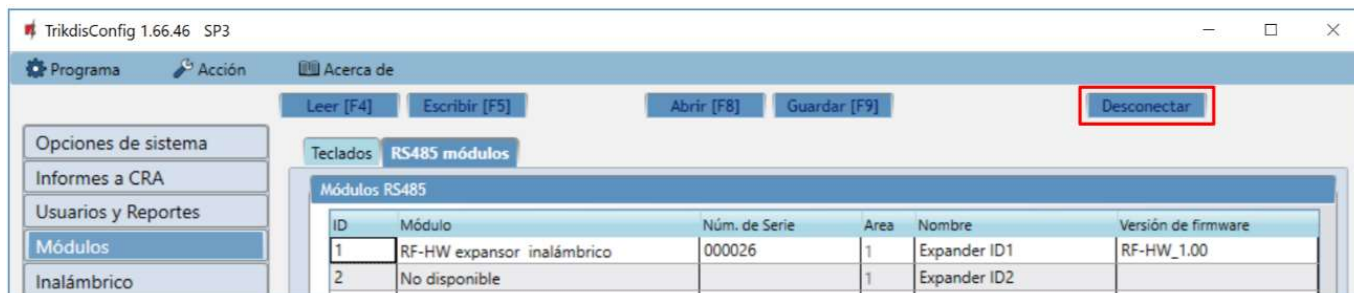 TrikdisConfig 1.66.46 SP3
Programa Acción Acerca de
Leer [F4] Escribir [F5] Abrir [F8] Guardar [F9] Desconectar
Opciones de sistema
Informes a CRA
Usuarios y Reportes
Módulos
Inalámbrico
Teclados RS485 módulos
Módulos RS485
ID Módulo Núm. de Serie Area Nombre Versión de firmware
1 RF-HW expansor inalámbrico 000026 1 Expander ID1 RF-HW_1.00
2 No disponible 1 Expander ID2